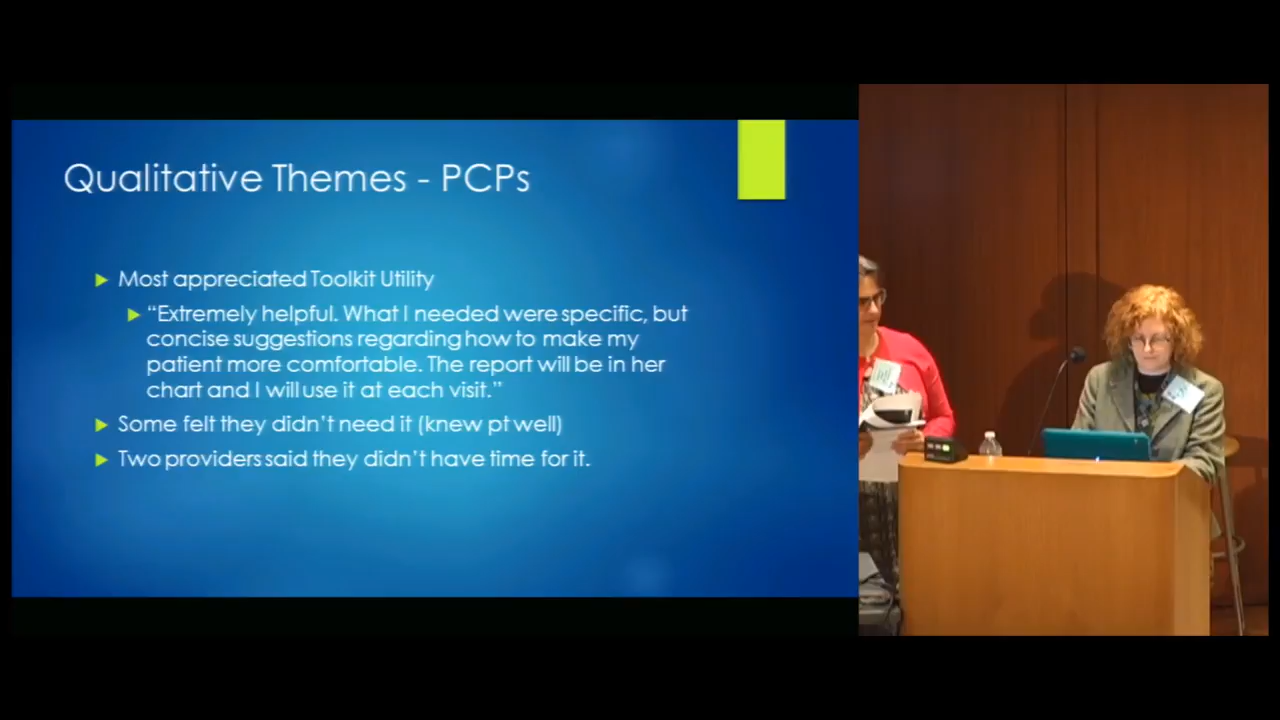 Qualitative Themes - PCPs
Most appreciated Toolkit Utility
“Extremely helpful. What I needed were specific, but
concise suggestions regarding how to make my
patient more comfortable. The report will be in her
chart and I will use it at each visit.”
Some felt they didn’t need it (knew pt well)
Two providers said they didn’t have time for it.